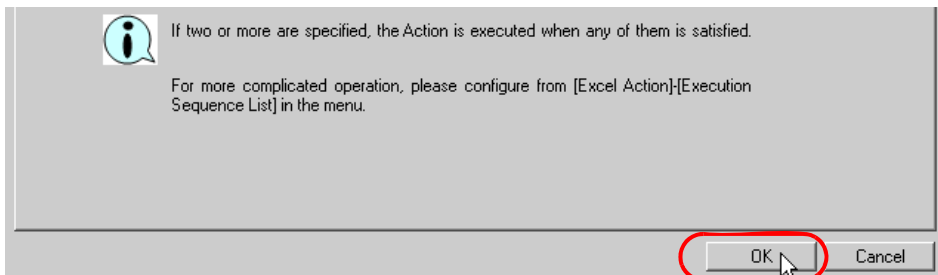 If two or more are specified, the Action is executed when any of them is satisfied.
For more complicated operation, please configure from [Excel Action]-[Execution
Sequence List] in the menu.
OK
Cancel